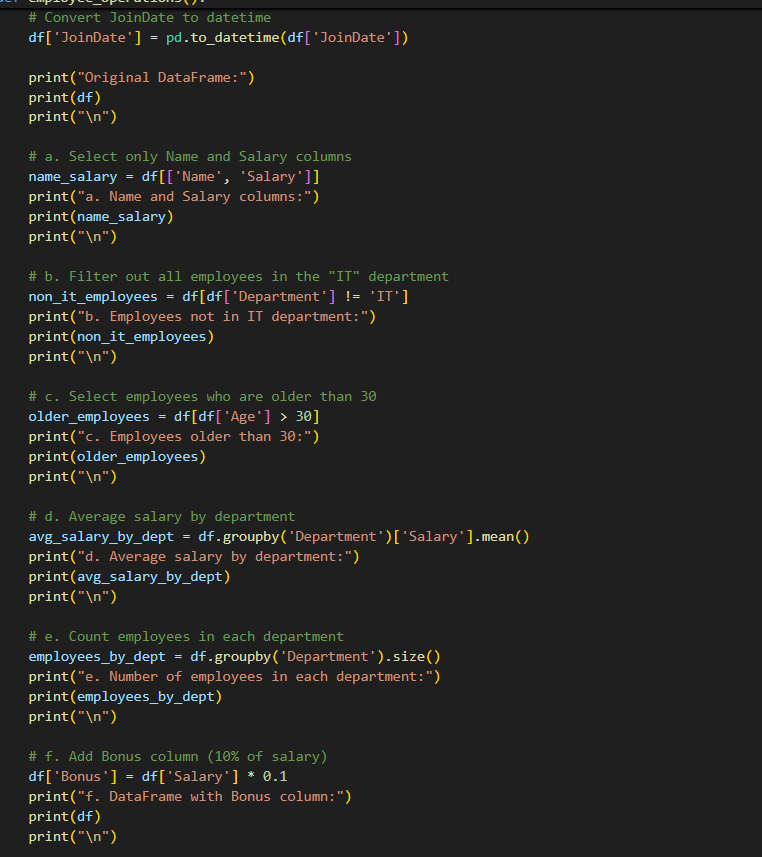 # Convert JoinDate to datetime
df['JoinDate'] = pd.to_datetime(df['JoinDate'])
print("Original DataFrame:")
print(df)
print("\n")
# a. Select only Name and Salary columns
name_salary = df[['Name', 'Salary']]
print("a. Name and Salary columns:")
print(name_salary)
print("\n")
# b. Filter out all employees in the "IT" department
non_it_employees = df[df['Department'] != 'IT']
print("b. Employees not in IT department:")
print(non_it_employees)
print("\n")
# c. Select employees who are older than 30
older_employees = df[df['Age'] > 30]
print("c. Employees older than 30:")
print(older_employees)
print("\n")
# d. Average salary by department
avg_salary_by_dept = df.groupby('Department')['Salary'].mean()
print("d. Average salary by department:")
print(avg_salary_by_dept)
print("\n")
# e. Count employees in each department
employees_by_dept = df.groupby('Department').size()
print("e. Number of employees in each department:")
print(employees_by_dept)
print("\n")
# f. Add Bonus column (10% of salary)
df['Bonus'] = df['Salary'] * 0.1
print("f. DataFrame with Bonus column:")
print(df)
print("\n")